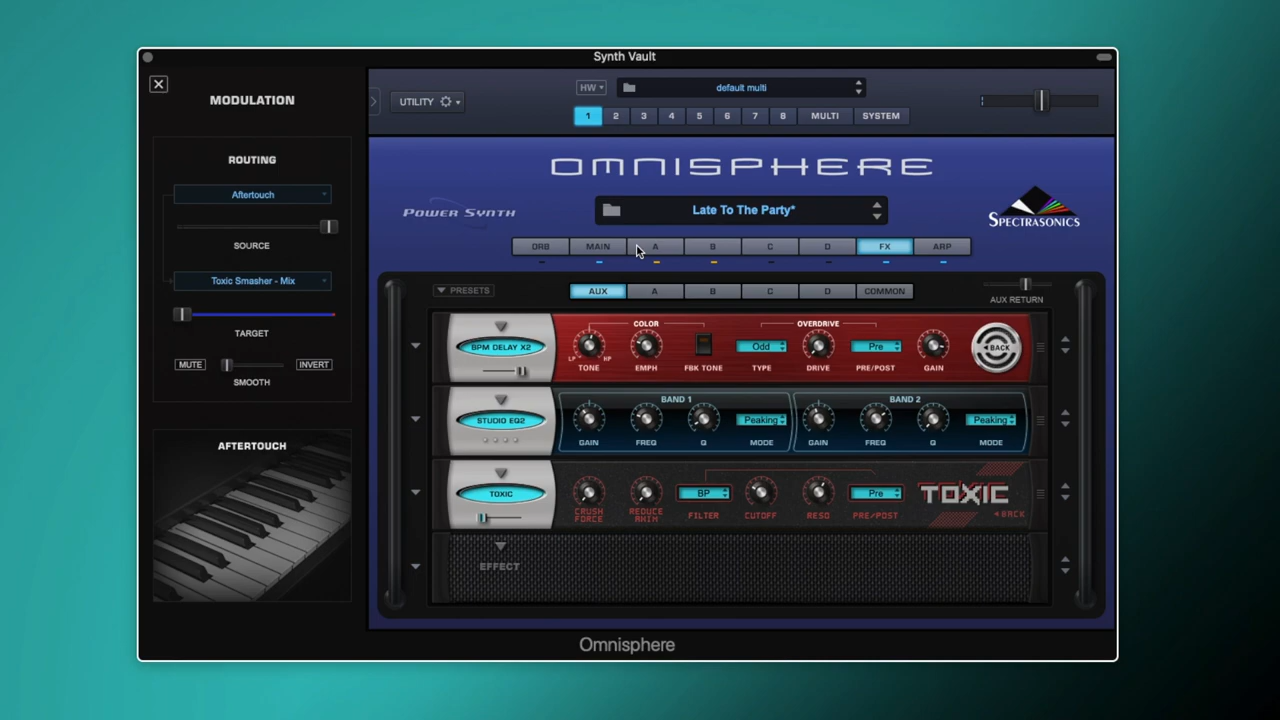 Synth Vault
MODULATION
ROUTING
Aftertouch
SOURCE
Toxic Smasher - Mix
TARGET
MUTE
INVERT
SMOOTH
AFTERTOUCH
UTILITY
HW
default multi
1 2 3 4 5 6 7 8 MULTI SYSTEM
OMNISPHERE
POWER SYNTH
Late To The Party*
SPECTRASONICS
ORB MAIN A B C D FX ARP
PRESETS
AUX A B C D COMMON
AUX RETURN
BPM DELAY X2
COLOR
OVERDRIVE
LP HP
Odd
Pre
BACK
TONE EMPH FBK TONE TYPE DRIVE PRE/POST GAIN
STUDIO EQ2
BAND 1
BAND 2
Peaking
Peaking
GAIN FREQ Q MODE GAIN FREQ Q MODE
TOXIC
BP
Pre
TOXIC
CRUSH FORCE
REDUCE ANIM
FILTER CUTOFF RESO PRE/POST
BACK
EFFECT
Omnisphere